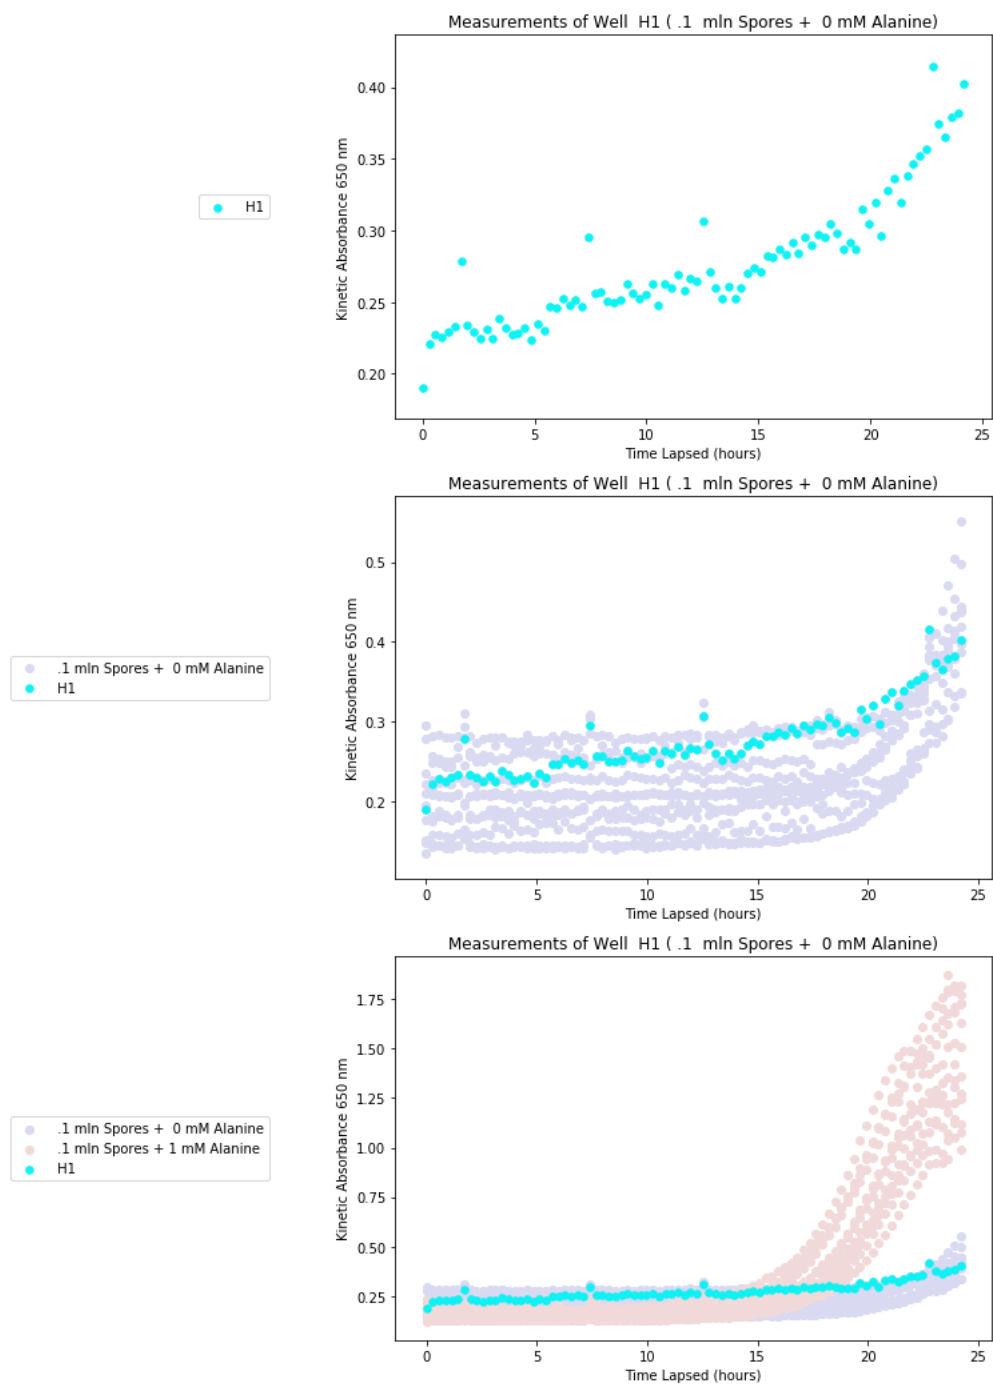 Measurements of Well  H1 ( .1  mln Spores +  0 mM Alanine)
Kinetic Absorbance 650 nm
0.40
0.35
0.30
0.25
0.20
H1
0 5 10 15 20 25
Time Lapsed (hours)
Measurements of Well  H1 ( .1  mln Spores +  0 mM Alanine)
Kinetic Absorbance 650 nm
0.5
0.4
0.3
0.2
.1 mln Spores +  0 mM Alanine
H1
0 5 10 15 20 25
Time Lapsed (hours)
Measurements of Well  H1 ( .1  mln Spores +  0 mM Alanine)
Kinetic Absorbance 650 nm
1.75
1.50
1.25
1.00
0.75
0.50
0.25
.1 mln Spores +  0 mM Alanine
.1 mln Spores + 1 mM Alanine
H1
0 5 10 15 20 25
Time Lapsed (hours)